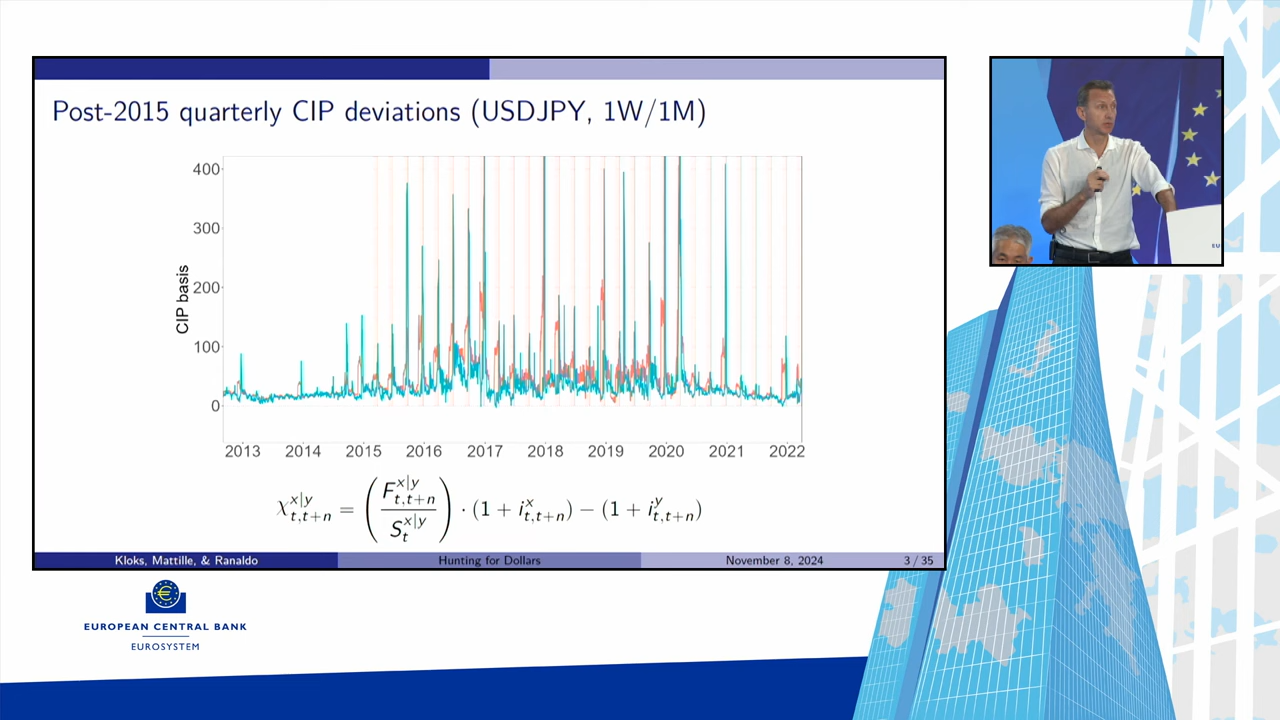 Post-2015 quarterly CIP deviations (USDJPY, 1W/1M)
400
300
200
100
0
CIP basis
2013 2014 2015 2016 2017 2018 2019 2020 2021 2022
χ^{x|y}_{t,t+n} = (F^{x|y}_{t,t+n} / S^{x|y}_t) · (1 + i^x_{t,t+n}) − (1 + i^y_{t,t+n})
Kloks, Mattille, & Ranaldo Hunting for Dollars November 8, 2024 3 / 35
EUROPEAN CENTRAL BANK
EUROSYSTEM